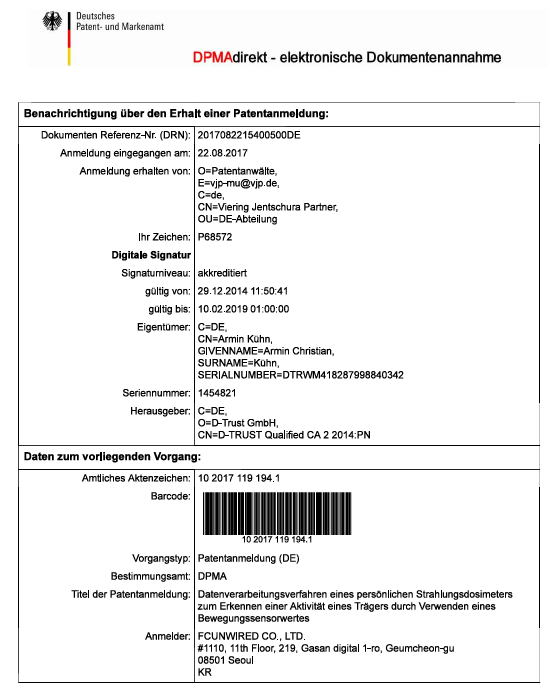 Deutsches
Patent- und Markenamt
DPMAdirekt - elektronische Dokumentenannahme
Benachrichtigung über den Erhalt einer Patentanmeldung:
Dokumenten Referenz-Nr. (DRN): 2017082215400500DE
Anmeldung eingegangen am: 22.08.2017
Anmeldung erhalten von: O=Patentanwälte,
E=vjp-mu@vjp.de,
C=de,
CN=Viering Jentschura Partner,
OU=DE-Abteilung
Ihr Zeichen: P68572
Digitale Signatur
Signaturniveau: akkreditiert
gültig von: 29.12.2014 11:50:41
gültig bis: 10.02.2019 01:00:00
Eigentümer: C=DE,
CN=Armin Kühn,
GIVENNAME=Armin Christian,
SURNAME=Kühn,
SERIALNUMBER=DTRWM418287998840342
Seriennummer: 1454821
Herausgeber: C=DE,
O=D-Trust GmbH,
CN=D-TRUST Qualified CA 2 2014:PN
Daten zum vorliegenden Vorgang:
Amtliches Aktenzeichen: 10 2017 119 194.1
Barcode:
10 2017 119 194.1
Vorgangstyp: Patentanmeldung (DE)
Bestimmungsamt: DPMA
Titel der Patentanmeldung: Datenverarbeitungsverfahren eines persönlichen Strahlungsdosimeters
zum Erkennen einer Aktivität eines Trägers durch Verwenden eines
Bewegungssensorwertes
Anmelder: FCUNWIRED CO., LTD.
#1110, 11th Floor, 219, Gasan digital 1-ro, Geumcheon-gu
08501 Seoul
KR